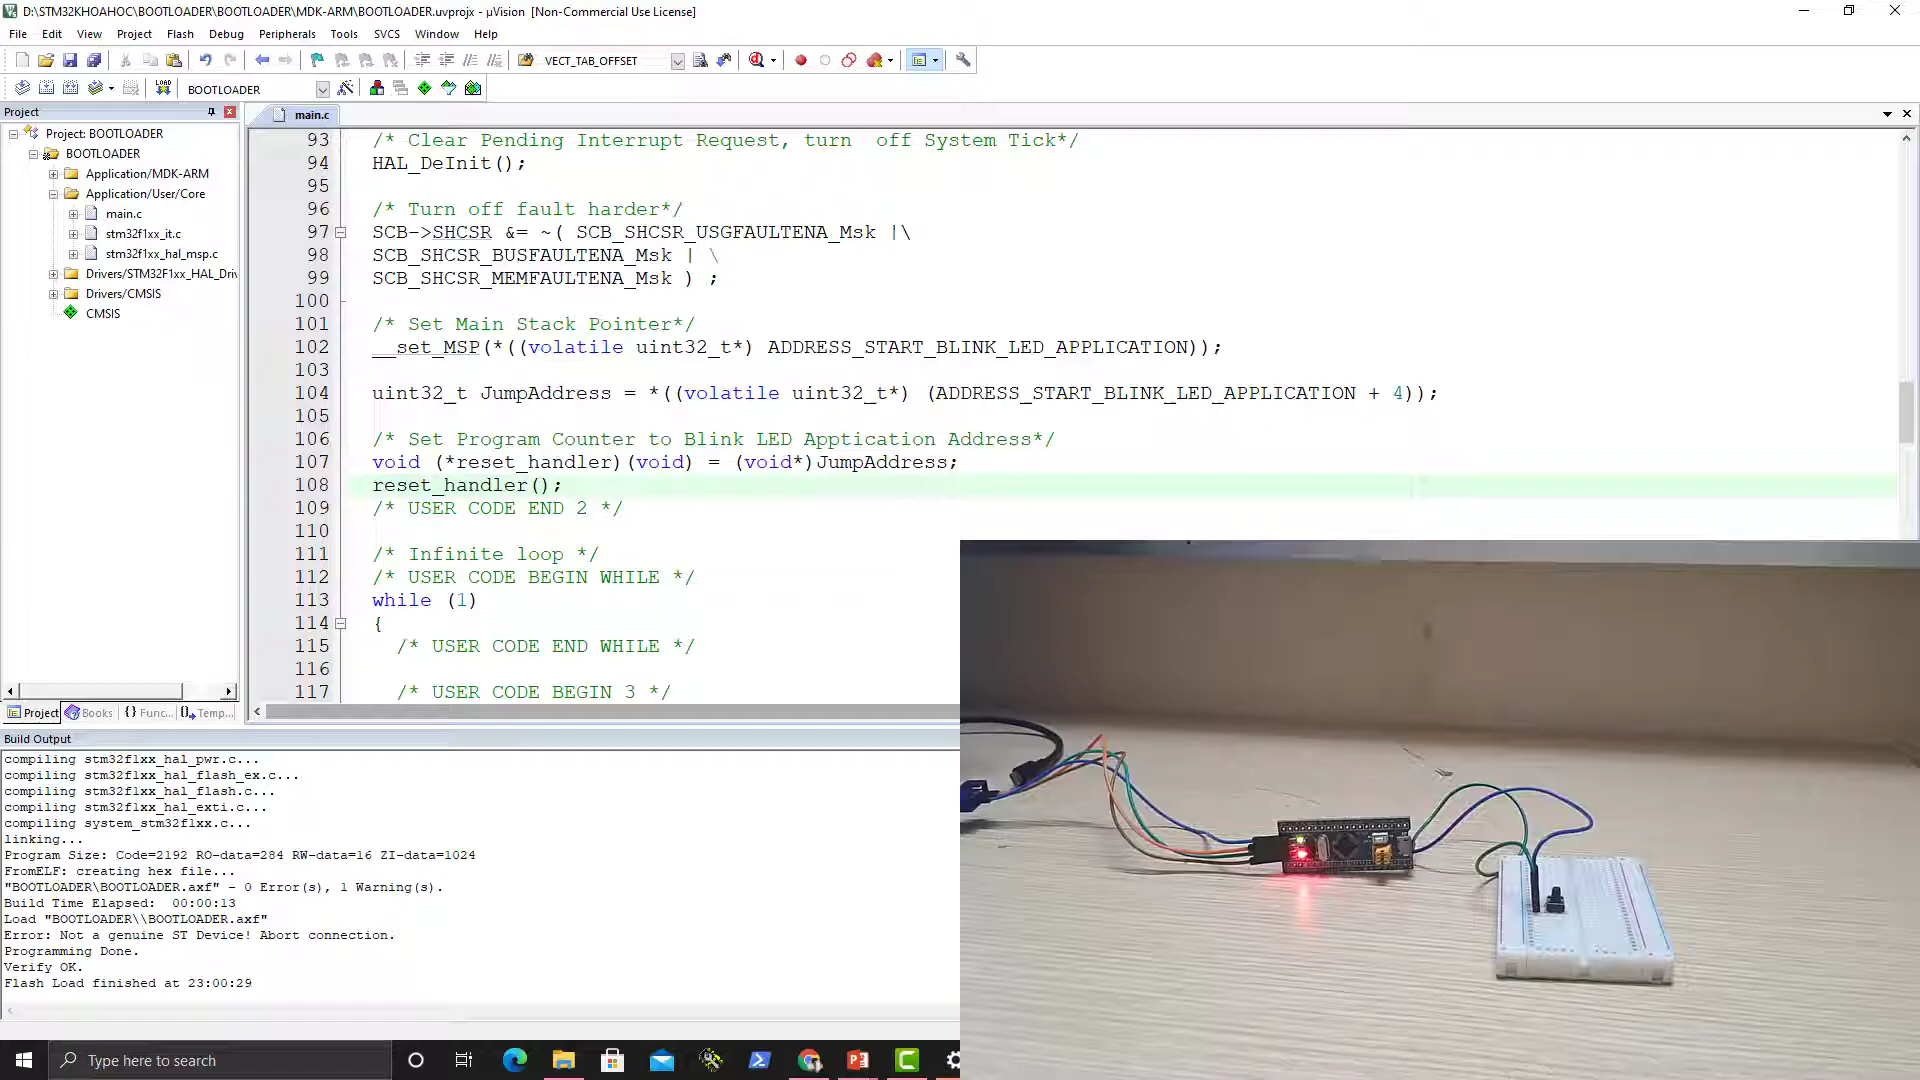 D:\STM32KHOAHOC\BOOTLOADER\BOOTLOADER\MDK-ARM\BOOTLOADER.uvprojx - µVision [Non-Commercial Use License]
File Edit View Project Flash Debug Peripherals Tools SVCS Window Help
VECT_TAB_OFFSET
LOAD
BOOTLOADER
Project
main.c
Project: BOOTLOADER
BOOTLOADER
Application/MDK-ARM
Application/User/Core
main.c
stm32f1xx_it.c
stm32f1xx_hal_msp.c
Drivers/STM32F1xx_HAL_Driv
Drivers/CMSIS
CMSIS
93 /* Clear Pending Interrupt Request, turn  off System Tick*/
94 HAL_DeInit();
95
96 /* Turn off fault harder*/
97 SCB->SHCSR &= ~( SCB_SHCSR_USGFAULTENA_Msk |\
98 SCB_SHCSR_BUSFAULTENA_Msk | \
99 SCB_SHCSR_MEMFAULTENA_Msk ) ;
100
101 /* Set Main Stack Pointer*/
102 __set_MSP(*((volatile uint32_t*) ADDRESS_START_BLINK_LED_APPLICATION));
103
104 uint32_t JumpAddress = *((volatile uint32_t*) (ADDRESS_START_BLINK_LED_APPLICATION + 4));
105
106 /* Set Program Counter to Blink LED Apptication Address*/
107 void (*reset_handler)(void) = (void*)JumpAddress;
108 reset_handler();
109 /* USER CODE END 2 */
110
111 /* Infinite loop */
112 /* USER CODE BEGIN WHILE */
113 while (1)
114 {
115 /* USER CODE END WHILE */
116
117 /* USER CODE BEGIN 3 */
Project Books {} Func... Temp...
Build Output
compiling stm32f1xx_hal_pwr.c...
compiling stm32f1xx_hal_flash_ex.c...
compiling stm32f1xx_hal_flash.c...
compiling stm32f1xx_hal_exti.c...
compiling system_stm32f1xx.c...
linking...
Program Size: Code=2192 RO-data=284 RW-data=16 ZI-data=1024
FromELF: creating hex file...
"BOOTLOADER\BOOTLOADER.axf" - 0 Error(s), 1 Warning(s).
Build Time Elapsed:  00:00:13
Load "BOOTLOADER\\BOOTLOADER.axf"
Error: Not a genuine ST Device! Abort connection.
Programming Done.
Verify OK.
Flash Load finished at 23:00:29
Type here to search